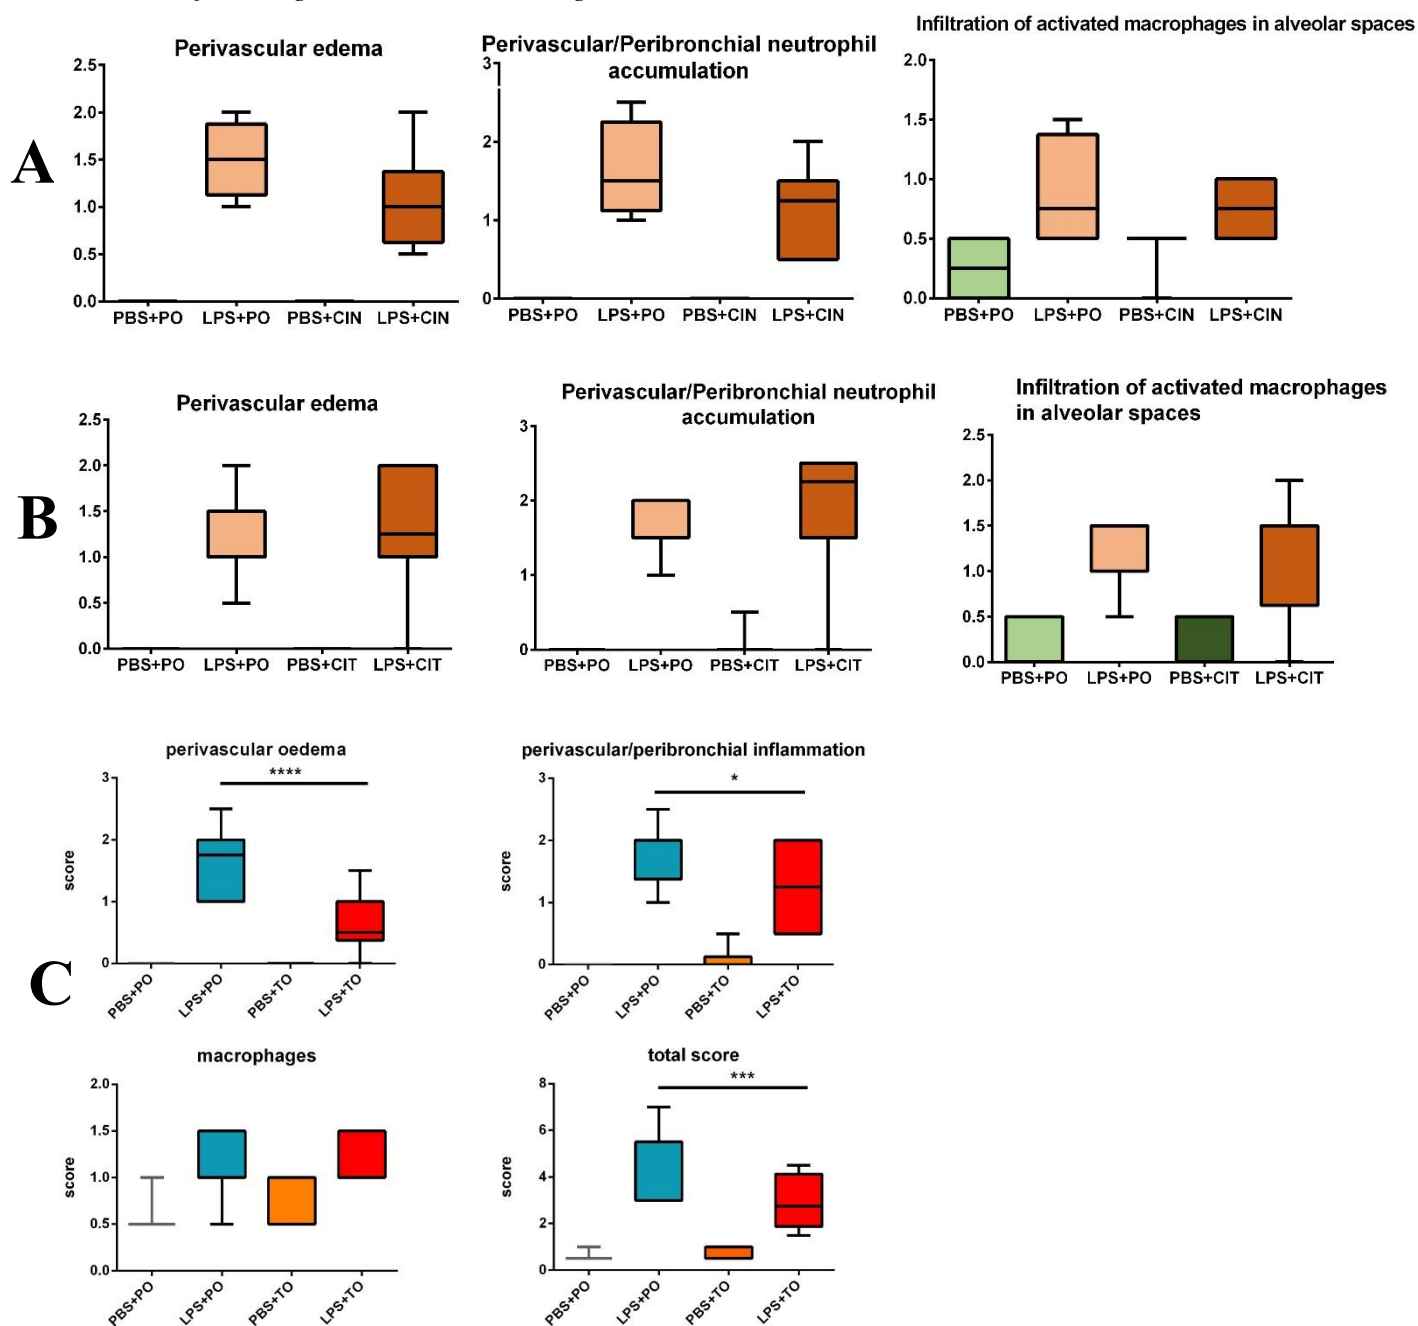 A
Perivascular edema
2.5
2.0
1.5
1.0
0.5
0.0
PBS+PO LPS+PO PBS+CIN LPS+CIN
Perivascular/Peribronchial neutrophil
accumulation
3
2
1
0
PBS+PO LPS+PO PBS+CIN LPS+CIN
Infiltration of activated macrophages in alveolar spaces
2.0
1.5
1.0
0.5
0.0
PBS+PO LPS+PO PBS+CIN LPS+CIN
B
Perivascular edema
2.5
2.0
1.5
1.0
0.5
0.0
PBS+PO LPS+PO PBS+CIT LPS+CIT
Perivascular/Peribronchial neutrophil
accumulation
3
2
1
0
PBS+PO LPS+PO PBS+CIT LPS+CIT
Infiltration of activated macrophages
in alveolar spaces
2.5
2.0
1.5
1.0
0.5
0.0
PBS+PO LPS+PO PBS+CIT LPS+CIT
C
perivascular oedema
****
score
3
2
1
0
PBS+PO LPS+PO PBS+TO LPS+TO
perivascular/peribronchial inflammation
*
score
3
2
1
0
PBS+PO LPS+PO PBS+TO LPS+TO
macrophages
score
2.0
1.5
1.0
0.5
0.0
PBS+PO LPS+PO PBS+TO LPS+TO
total score
***
score
8
6
4
2
0
PBS+PO LPS+PO PBS+TO LPS+TO